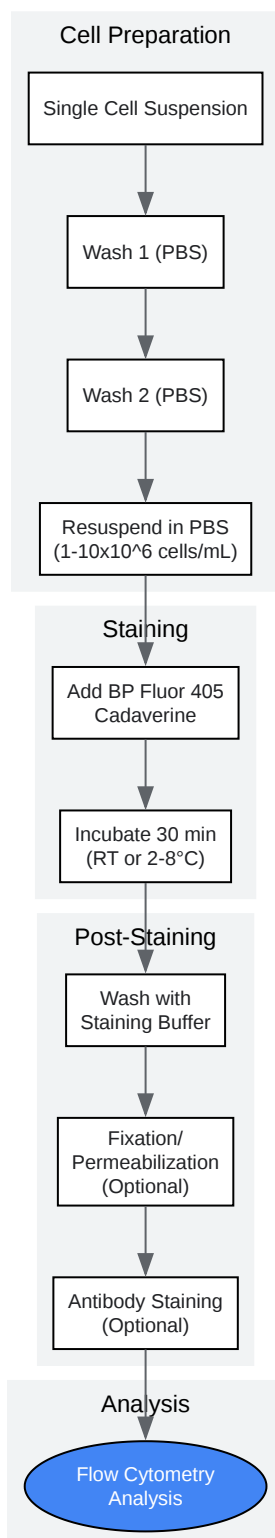 Cell Preparation
Single Cell Suspension
Wash 1 (PBS)
Wash 2 (PBS)
Resuspend in PBS
(1-10x10^6 cells/mL)
Staining
Add BP Fluor 405
Cadaverine
Incubate 30 min
(RT or 2-8°C)
Post-Staining
Wash with
Staining Buffer
Fixation/
Permeabilization
(Optional)
Antibody Staining
(Optional)
Analysis
Flow Cytometry
Analysis